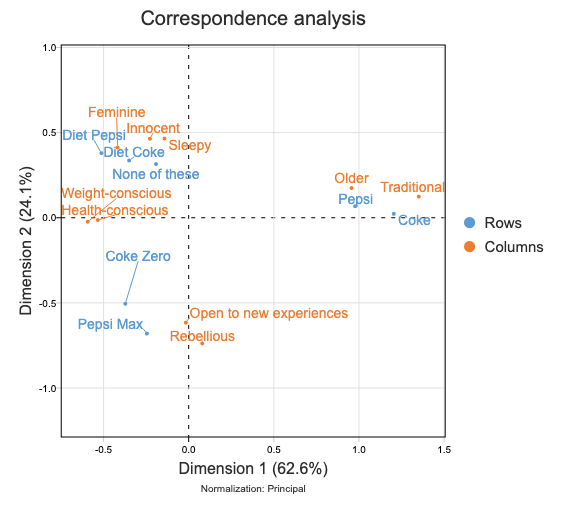 Correspondence analysis
1.0
Feminine
Innocent
0.5
Diet Pepsi
Sleepy
Diet Coke
None of these
Older
Traditional
Weight-conscious
Pepsi
Health-conscious
0.0
Coke
Rows
Columns
Dimension 2 (24.1%)
Coke Zero
-0.5
Open to new experiences
Pepsi Max
Rebellious
-1.0
-0.5
0.0
0.5
1.0
1.5
Dimension 1 (62.6%)
Normalization: Principal